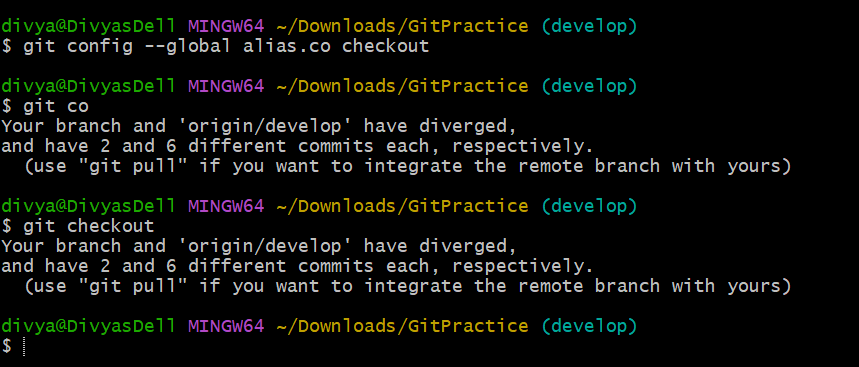 divya@DivyasDell MINGW64 ~/Downloads/GitPractice (develop)
$ git config --global alias.co checkout
divya@DivyasDell MINGW64 ~/Downloads/GitPractice (develop)
$ git co
Your branch and 'origin/develop' have diverged,
and have 2 and 6 different commits each, respectively.
  (use "git pull" if you want to integrate the remote branch with yours)
divya@DivyasDell MINGW64 ~/Downloads/GitPractice (develop)
$ git checkout
Your branch and 'origin/develop' have diverged,
and have 2 and 6 different commits each, respectively.
  (use "git pull" if you want to integrate the remote branch with yours)
divya@DivyasDell MINGW64 ~/Downloads/GitPractice (develop)
$